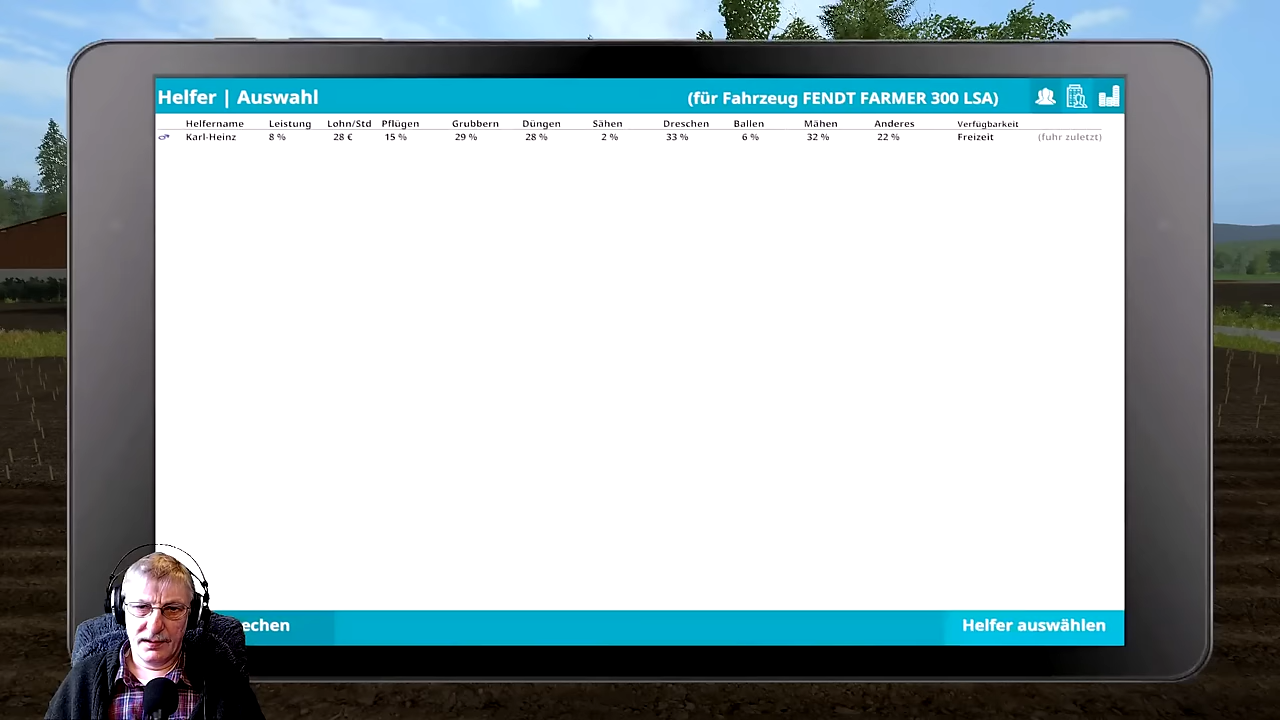 Helfer | Auswahl (für Fahrzeug FENDT FARMER 300 LSA)
Helfername Leistung Lohn/Std Pflügen Grubbern Düngen Sähen Dreschen Ballen Mähen Anderes Verfügbarkeit
Karl-Heinz 8 % 28 € 15 % 29 % 28 % 2 % 33 % 6 % 32 % 22 % Freizeit (fuhr zuletzt)
echen Helfer auswählen